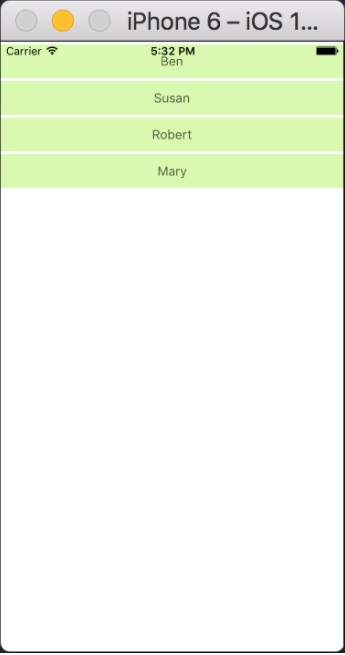 iPhone 6 – iOS 1...
Carrier 5:32 PM
Ben
Susan
Robert
Mary